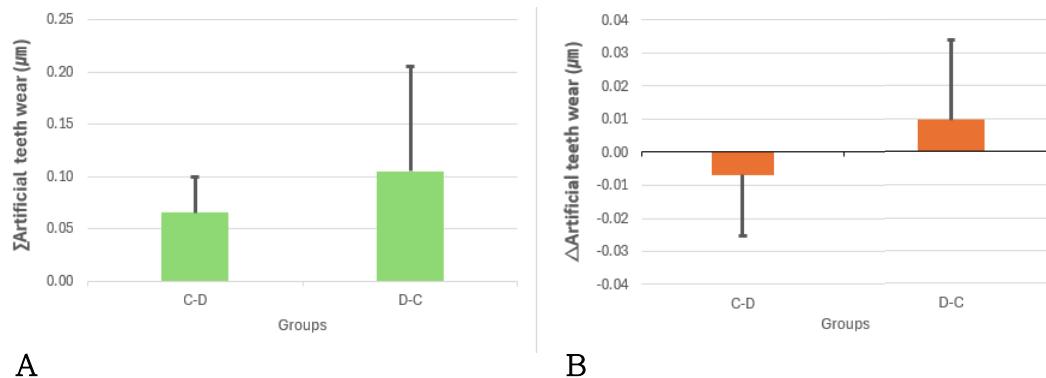 ∑Artificial teeth wear (㎛)
0.25
0.20
0.15
0.10
0.05
0.00
C-D
D-C
Groups
A
△Artificial teeth wear (㎛)
0.04
0.03
0.02
0.01
0.00
-0.01
-0.02
-0.03
-0.04
C-D
D-C
Groups
B